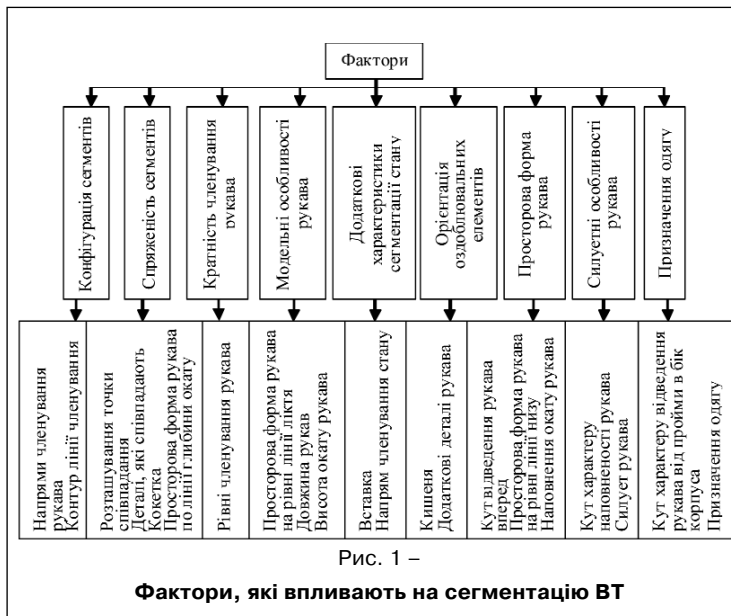 Фактори
Конфігурація сегментів
Спряженість сегментів
Кратність членування
рукава
Модельні особливості
рукава
Додаткові
характеристики
сегментації стану
Орієнтація
оздоблювальних
елементів
Просторова форма
рукава
Силуетні особливості
рукава
Призначення одягу
Напрями членування
рукава
Контур лінії членування
Розташування точки
співпадання
Деталі, які співпадають
Кокетка
Просторова форма рукава
по лінії глибини окату
Рівні членування рукава
Просторова форма рукава
на рівні лінії ліктя
Довжина рукав
Висота окату рукава
Вставка
Напрям членування стану
Кишеня
Додаткові деталі рукава
Кут відведення рукава
вперед
Просторова форма рукава
на рівні лінії низу
Наповнення окату рукава
Кут характеру
наповненості рукава
Силует рукава
Кут характеру відведення
рукава від пройми в бік
корпуса
Призначення одягу
Рис. 1 –
Фактори, які впливають на сегментацію ВТ